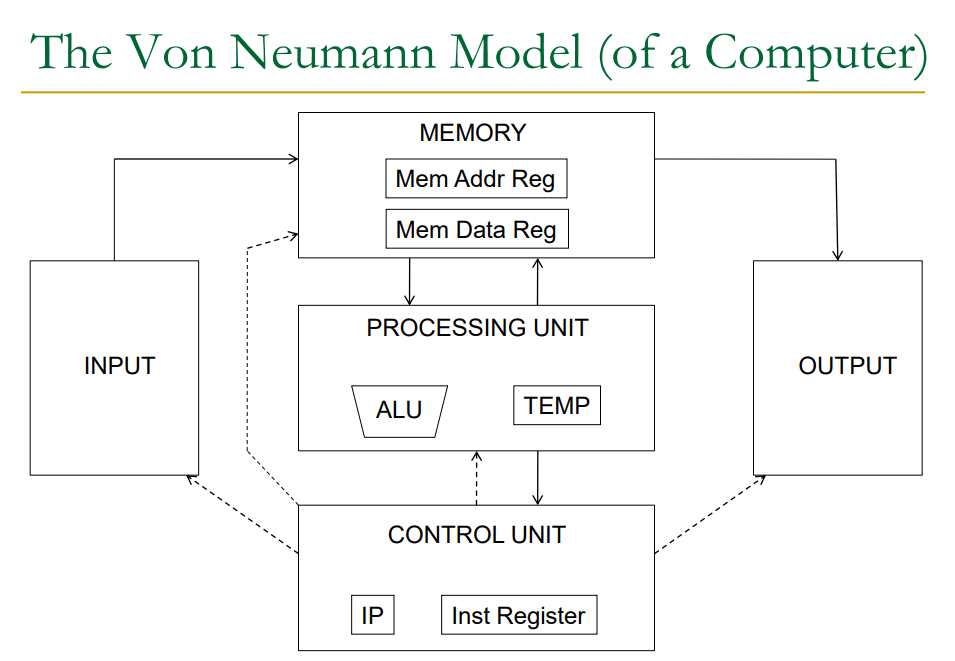 The Von Neumann Model (of a Computer)
MEMORY
Mem Addr Reg
Mem Data Reg
PROCESSING UNIT
INPUT
OUTPUT
ALU
TEMP
CONTROL UNIT
IP
Inst Register